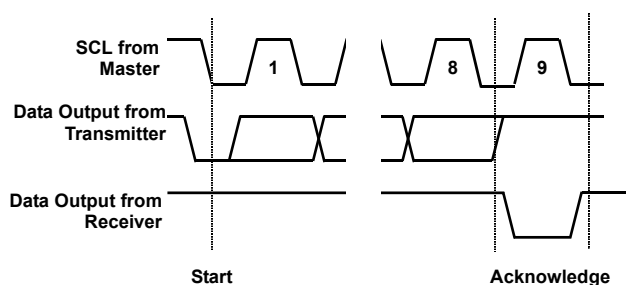 SCL from
Master
1
8
9
Data Output from
Transmitter
Data Output from
Receiver
Start
Acknowledge